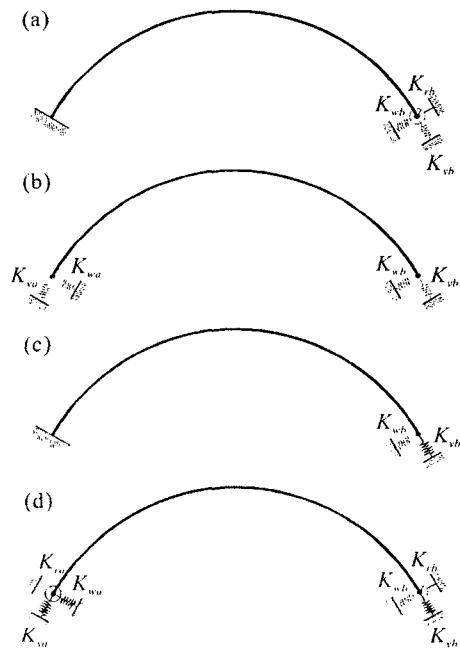 (a)
K_rb
K_wb
K_vb
(b)
K_va K_wa K_wb K_vb
(c)
K_wb K_vb
(d)
K_ra K_rb
K_wa K_wb
K_va K_vb